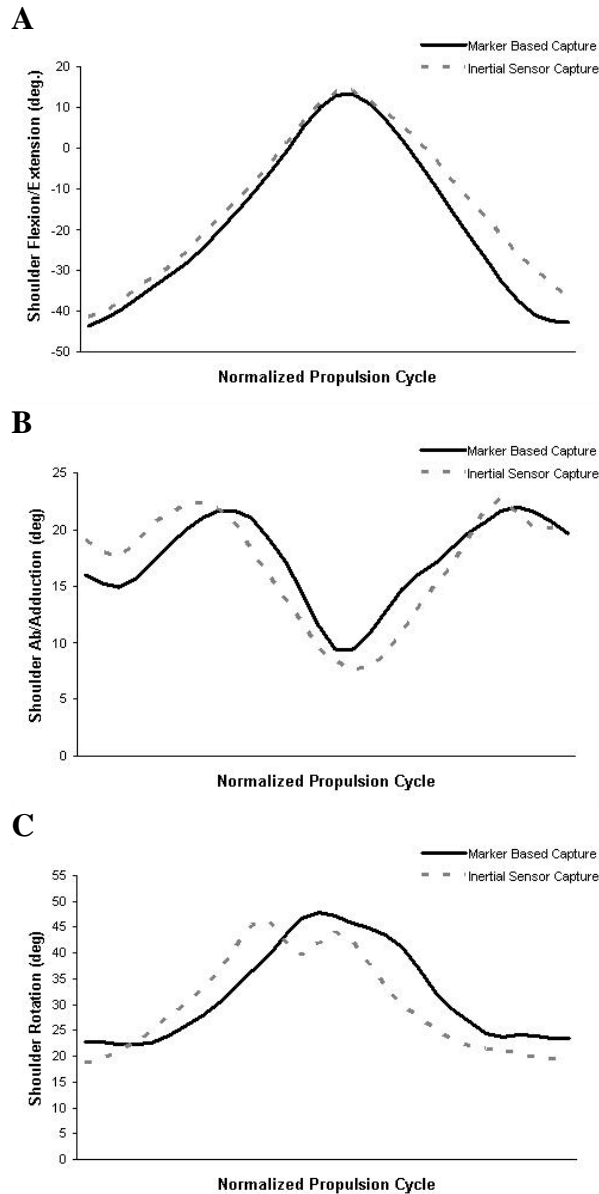 A
Marker Based Capture
Inertial Sensor Capture
Shoulder Flexion/Extension (deg.)
20
10
0
-10
-20
-30
-40
-50
Normalized Propulsion Cycle
B
Marker Based Capture
Inertial Sensor Capture
Shoulder Ab/Adduction (deg)
25
20
15
10
5
0
Normalized Propulsion Cycle
C
Marker Based Capture
Inertial Sensor Capture
Shoulder Rotation (deg)
55
50
45
40
35
30
25
20
15
10
5
0
Normalized Propulsion Cycle